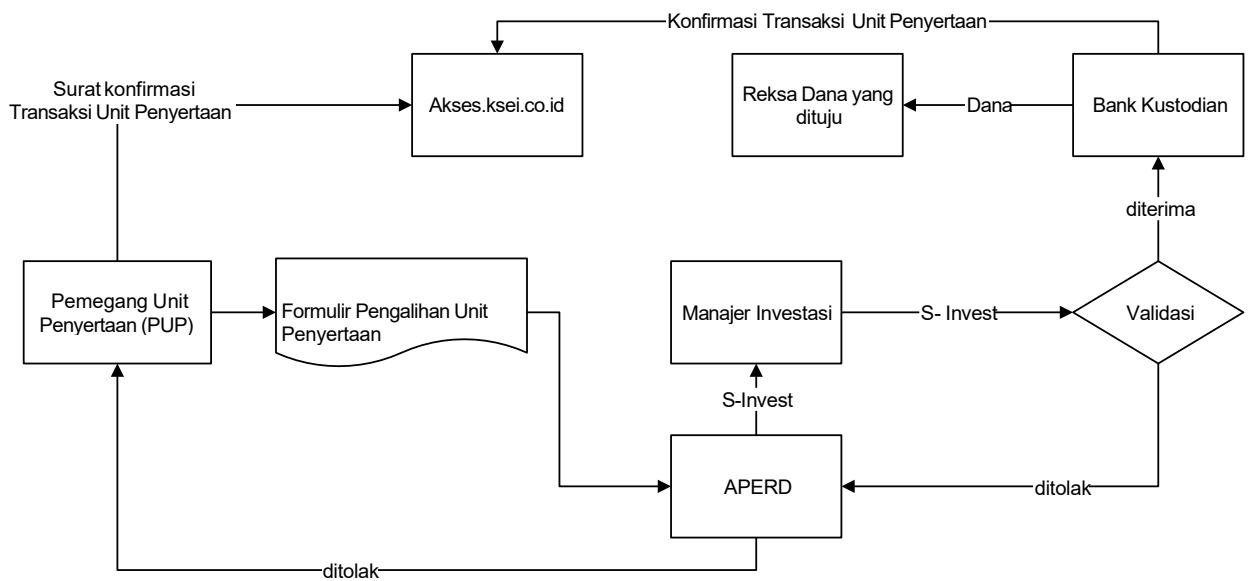 Konfirmasi Transaksi Unit Penyertaan
Surat konfirmasi
Transaksi Unit Penyertaan
Akses.ksei.co.id
Reksa Dana yang
dituju
Dana
Bank Kustodian
diterima
Pemegang Unit
Penyertaan (PUP)
Formulir Pengalihan Unit
Penyertaan
Manajer Investasi
S- Invest
Validasi
S-Invest
APERD
ditolak
ditolak